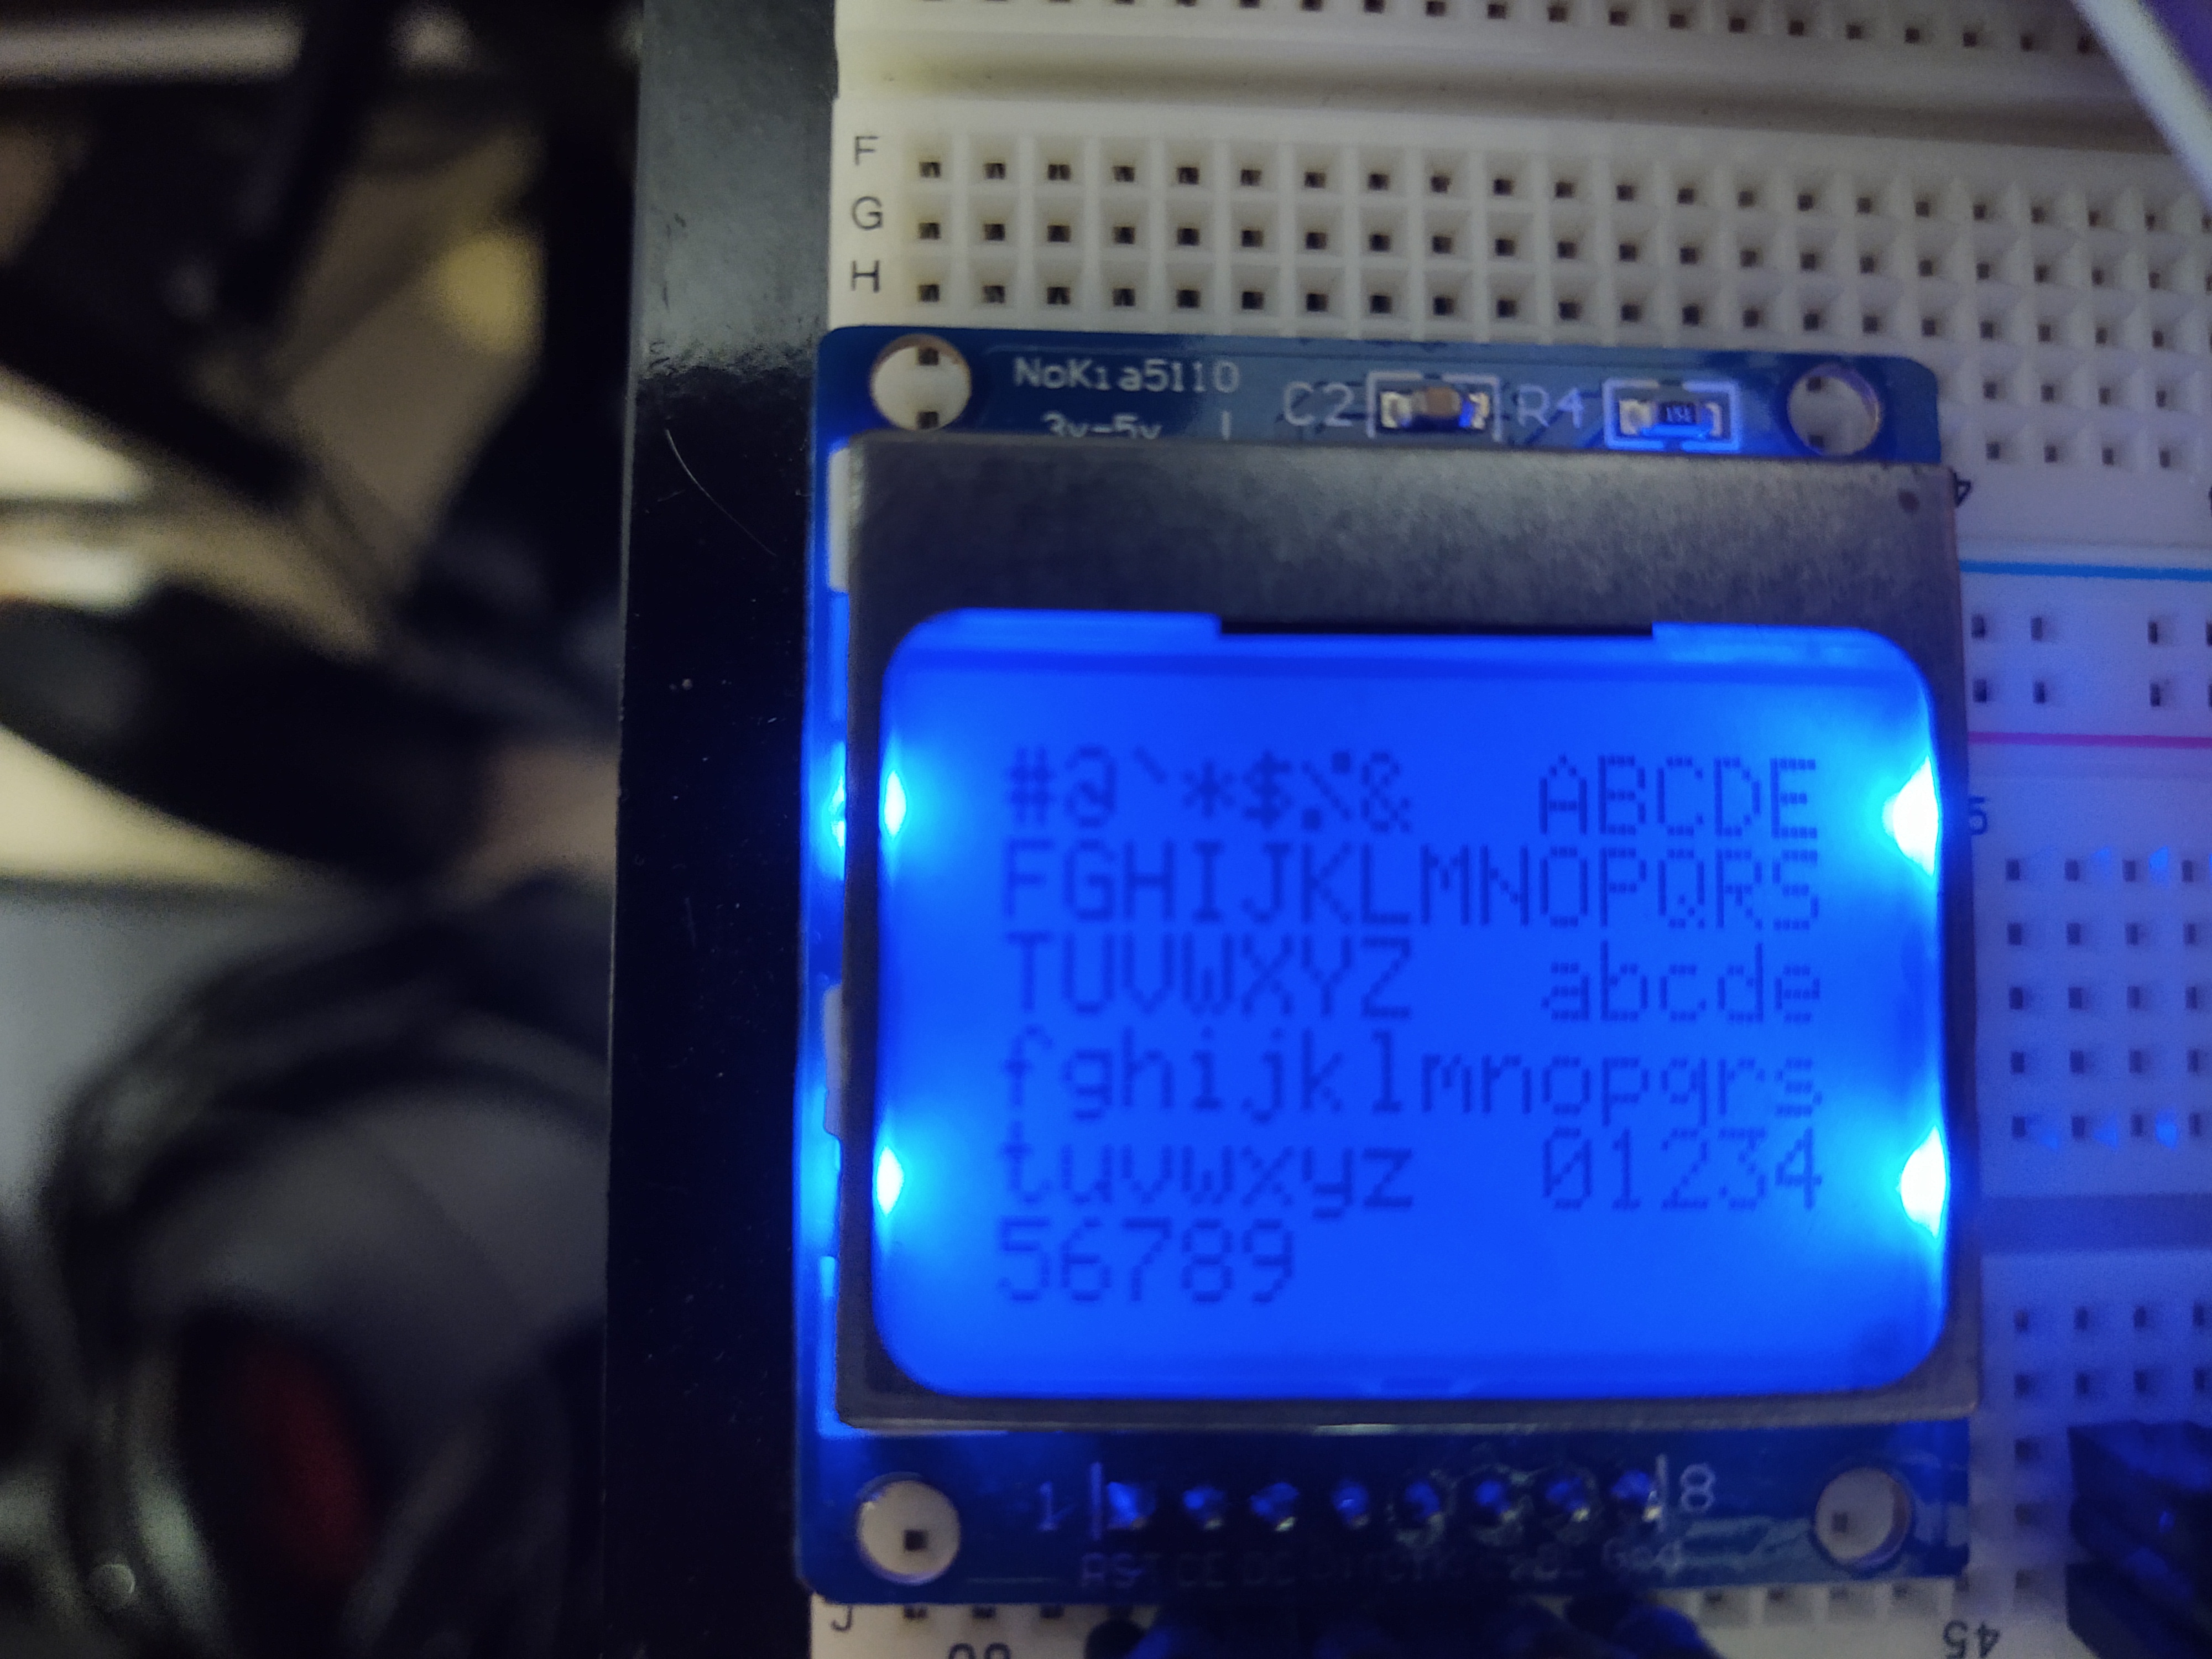 F
G
H
NoKia5110
3v-5v
C2 R4
#@`*$%& ABCDE
FGHIJKLMNOPQRS
TUVWXYZ abcde
fghijklmnopqrs
tuvwxyz 01234
56789
1 8
RST CE DC Din Clk BL Gnd
J
45